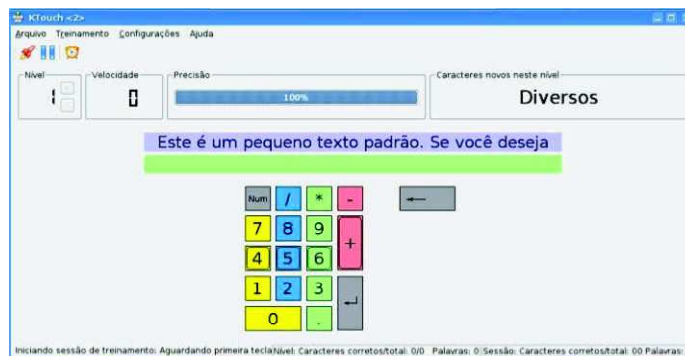 KTouch <2>
Arquivo Treinamento Configurações Ajuda
Nível Velocidade Precisão Caracteres novos neste nível
1 0 100% Diversos
Este é um pequeno texto padrão. Se você deseja
Num / * - ←
7 8 9 +
4 5 6
1 2 3
0 .
Iniciando sessão de treinamento: Aguardando primeira tecla Nível: Caracteres corretos/total: 0/0 Palavras: 0 Sessão: Caracteres corretos/total: 00 Palavras: